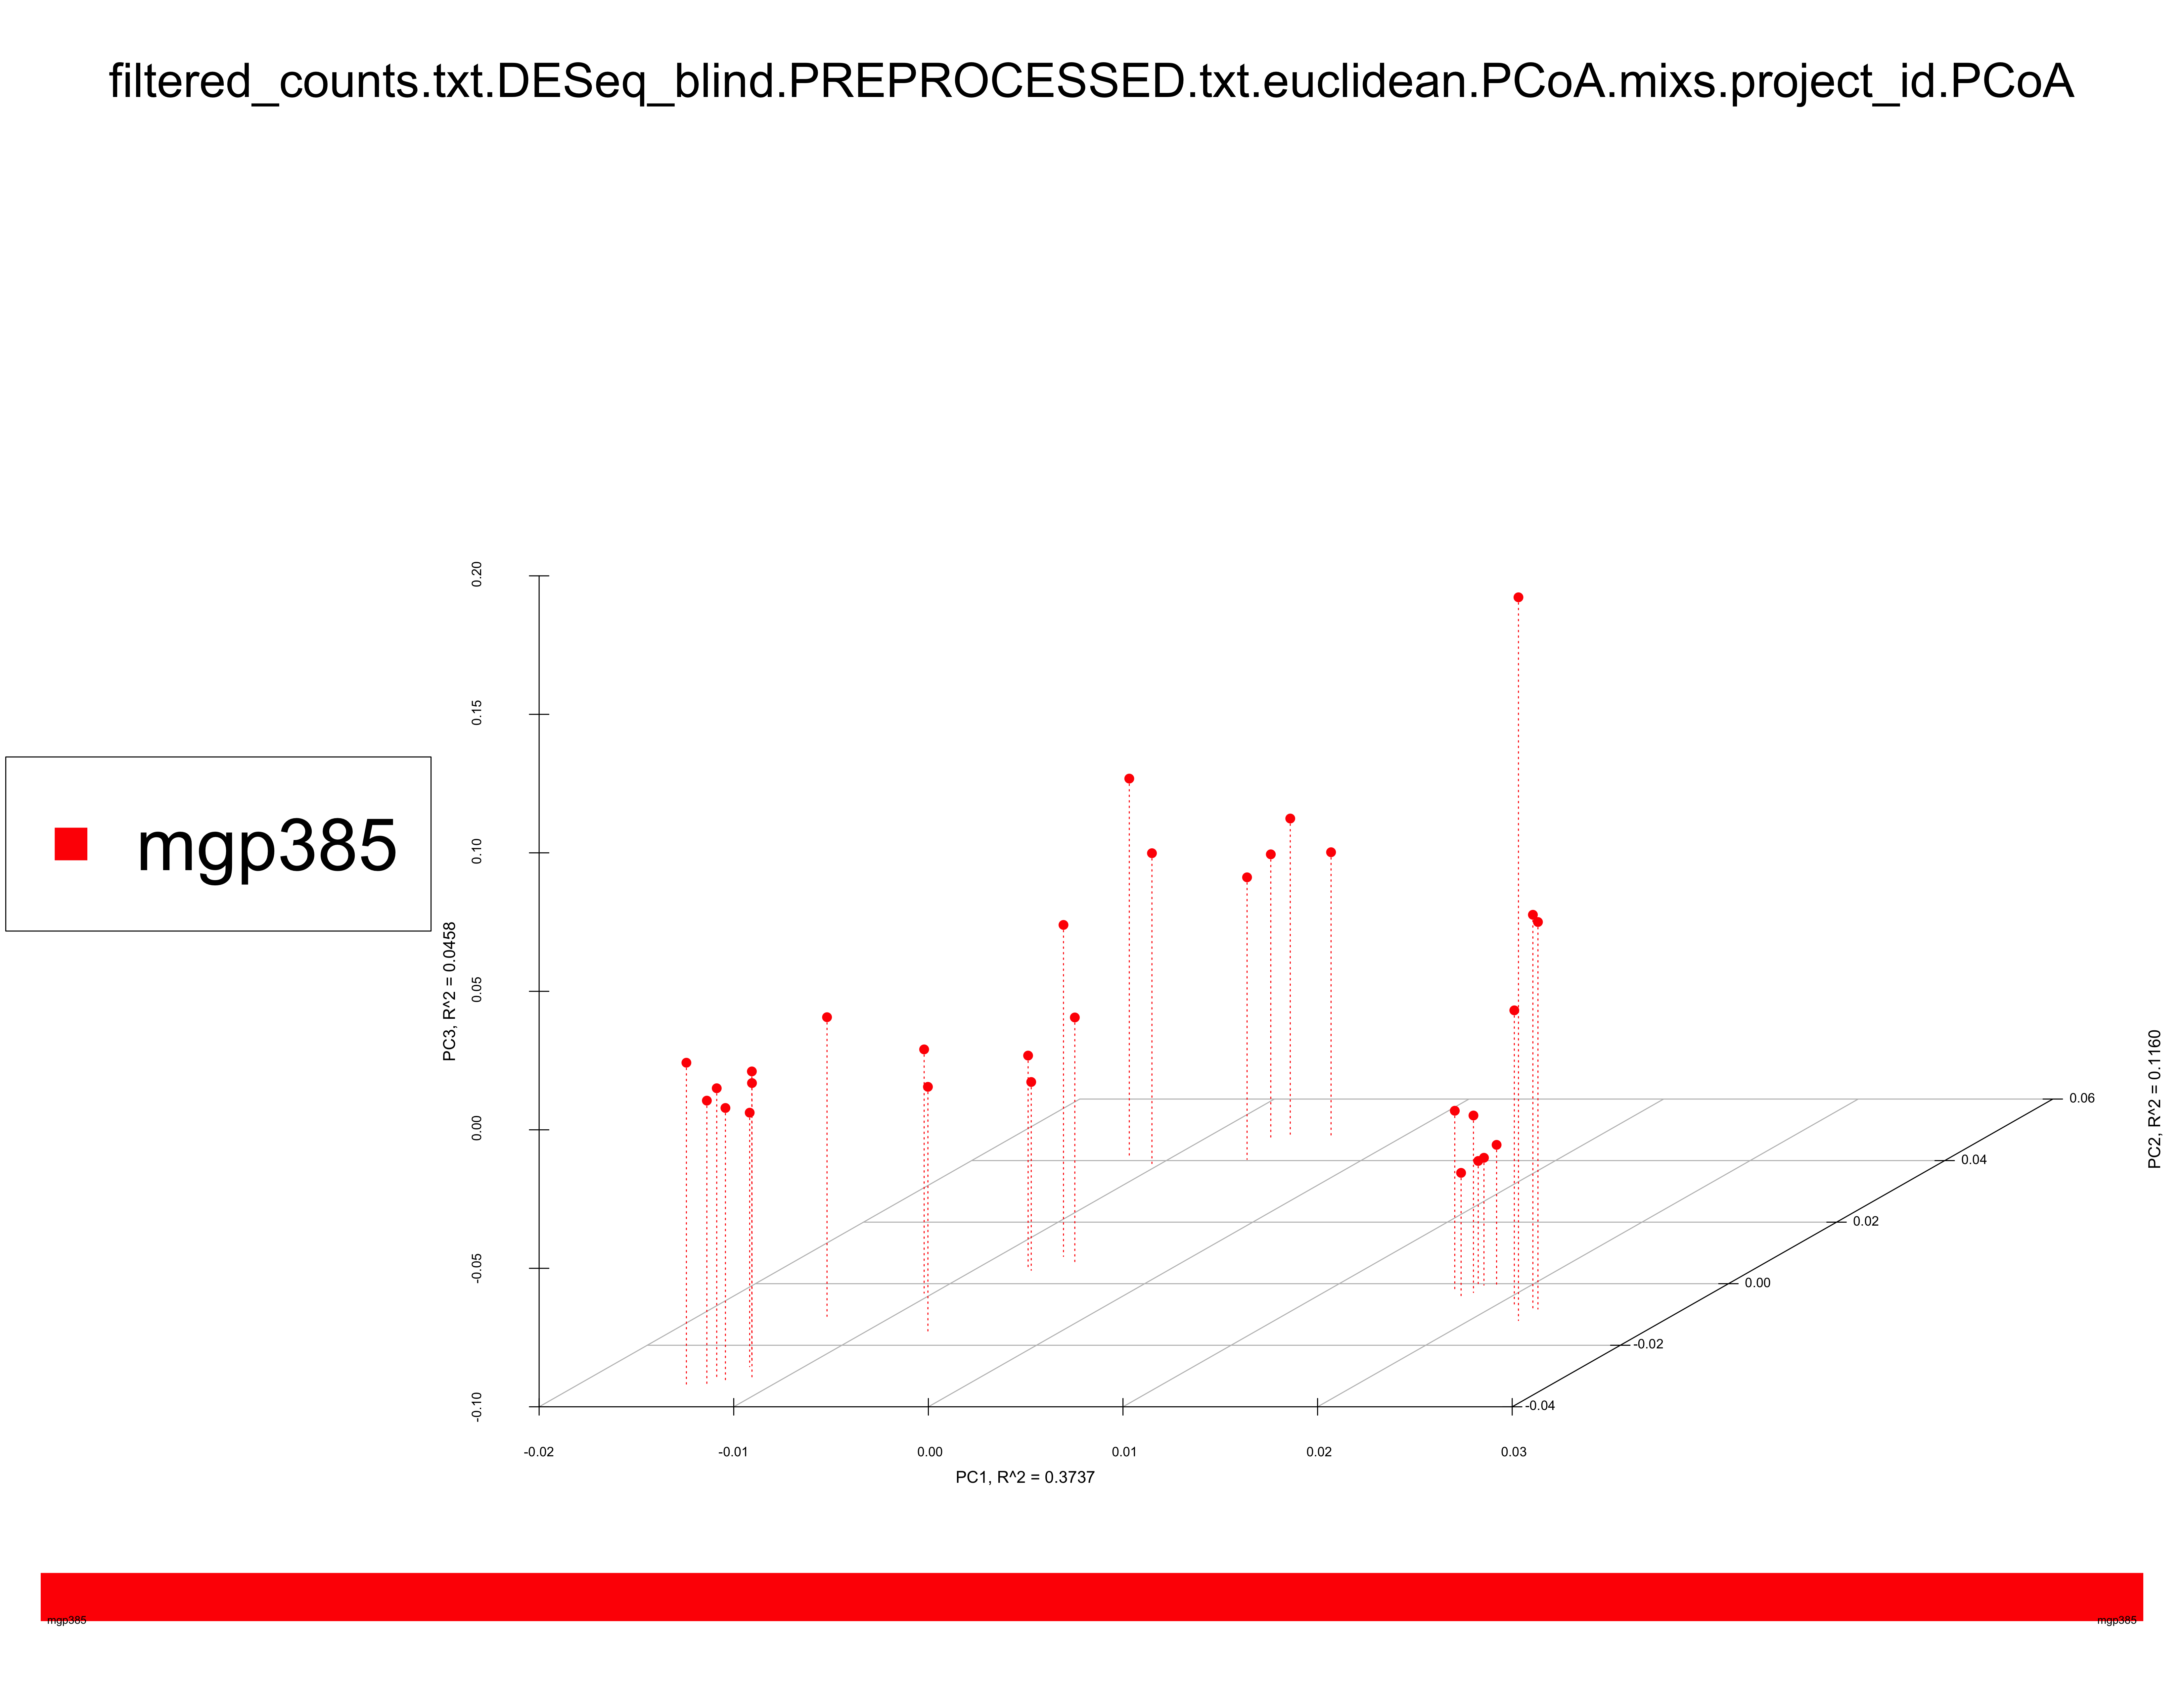 filtered_counts.txt.DESeq_blind.PREPROCESSED.txt.euclidean.PCoA.mixs.project_id.PCoA
mgp385
PC3, R^2 = 0.0458
0.20
0.15
0.10
0.05
0.00
-0.05
-0.10
PC2, R^2 = 0.1160
0.06
0.04
0.02
0.00
-0.02
-0.04
-0.02
-0.01
0.00
0.01
0.02
0.03
PC1, R^2 = 0.3737
mgp385
mgp385